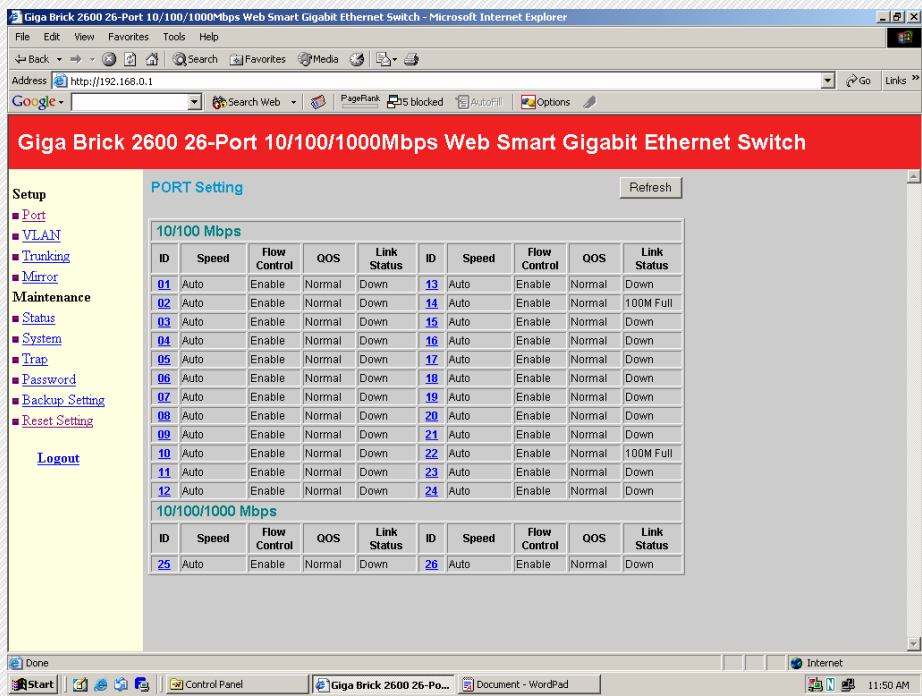 Giga Brick 2600 26-Port 10/100/1000Mbps Web Smart Gigabit Ethernet Switch - Microsoft Internet Explorer
File Edit View Favorites Tools Help
Back Search Favorites Media
Address http://192.168.0.1 Go Links »
Google Search Web PageRank 5 blocked AutoFill Options
Giga Brick 2600 26-Port 10/100/1000Mbps Web Smart Gigabit Ethernet Switch
Setup
Port
VLAN
Trunking
Mirror
Maintenance
Status
System
Trap
Password
Backup Setting
Reset Setting
Logout
PORT Setting Refresh
10/100 Mbps
ID Speed Flow Control QOS Link Status ID Speed Flow Control QOS Link Status
01 Auto Enable Normal Down 13 Auto Enable Normal Down
02 Auto Enable Normal Down 14 Auto Enable Normal 100M Full
03 Auto Enable Normal Down 15 Auto Enable Normal Down
04 Auto Enable Normal Down 16 Auto Enable Normal Down
05 Auto Enable Normal Down 17 Auto Enable Normal Down
06 Auto Enable Normal Down 18 Auto Enable Normal Down
07 Auto Enable Normal Down 19 Auto Enable Normal Down
08 Auto Enable Normal Down 20 Auto Enable Normal Down
09 Auto Enable Normal Down 21 Auto Enable Normal Down
10 Auto Enable Normal Down 22 Auto Enable Normal 100M Full
11 Auto Enable Normal Down 23 Auto Enable Normal Down
12 Auto Enable Normal Down 24 Auto Enable Normal Down
10/100/1000 Mbps
ID Speed Flow Control QOS Link Status ID Speed Flow Control QOS Link Status
25 Auto Enable Normal Down 26 Auto Enable Normal Down
Done Internet
Start Control Panel Giga Brick 2600 26-Po... Document - WordPad 11:50 AM